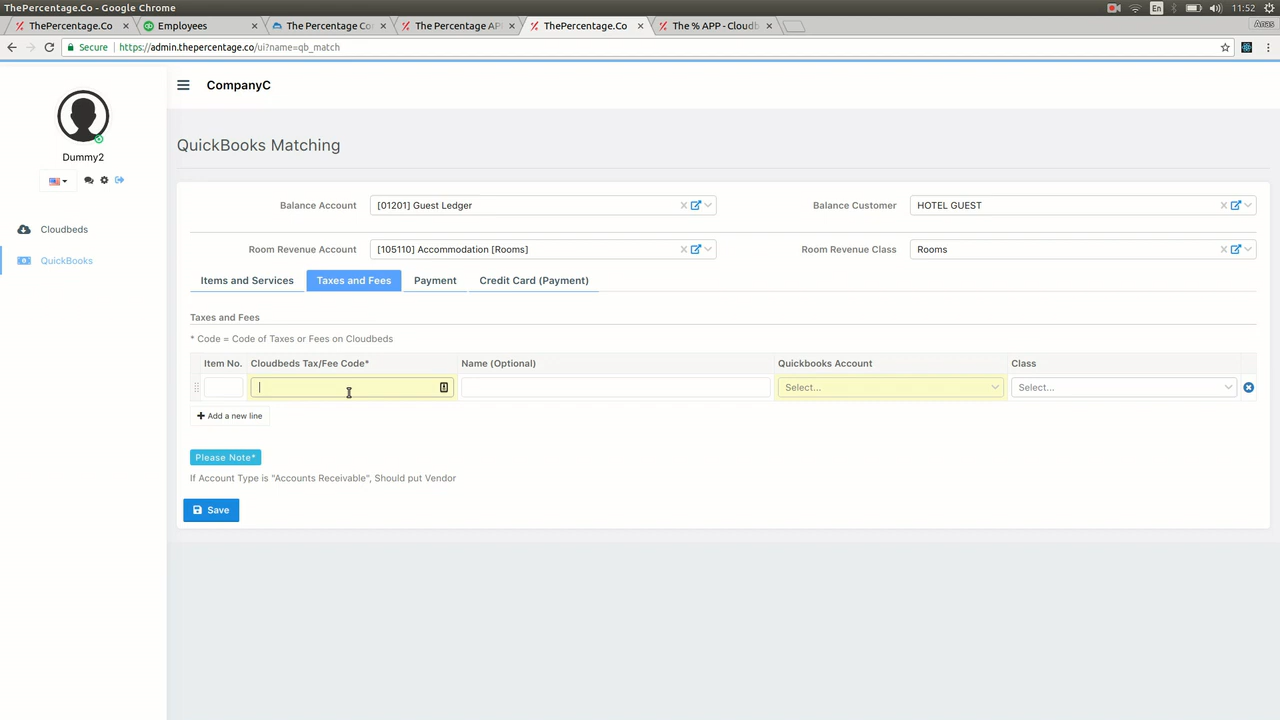 ThePercentage.Co - Google Chrome
En
11:52
ThePercentage.Co
Employees
The Percentage Co
The Percentage AP
ThePercentage.Co
The % APP - Cloudb
Anas
Secure
https://admin.thepercentage.co/ui?name=qb_match
CompanyC
Dummy2
Cloudbeds
QuickBooks
QuickBooks Matching
Balance Account
[01201] Guest Ledger
Balance Customer
HOTEL GUEST
Room Revenue Account
[105110] Accommodation [Rooms]
Room Revenue Class
Rooms
Items and Services
Taxes and Fees
Payment
Credit Card (Payment)
Taxes and Fees
* Code = Code of Taxes or Fees on Cloudbeds
Item No.
Cloudbeds Tax/Fee Code*
Name (Optional)
Quickbooks Account
Class
Select...
Select...
Add a new line
Please Note*
If Account Type is "Accounts Receivable", Should put Vendor
Save